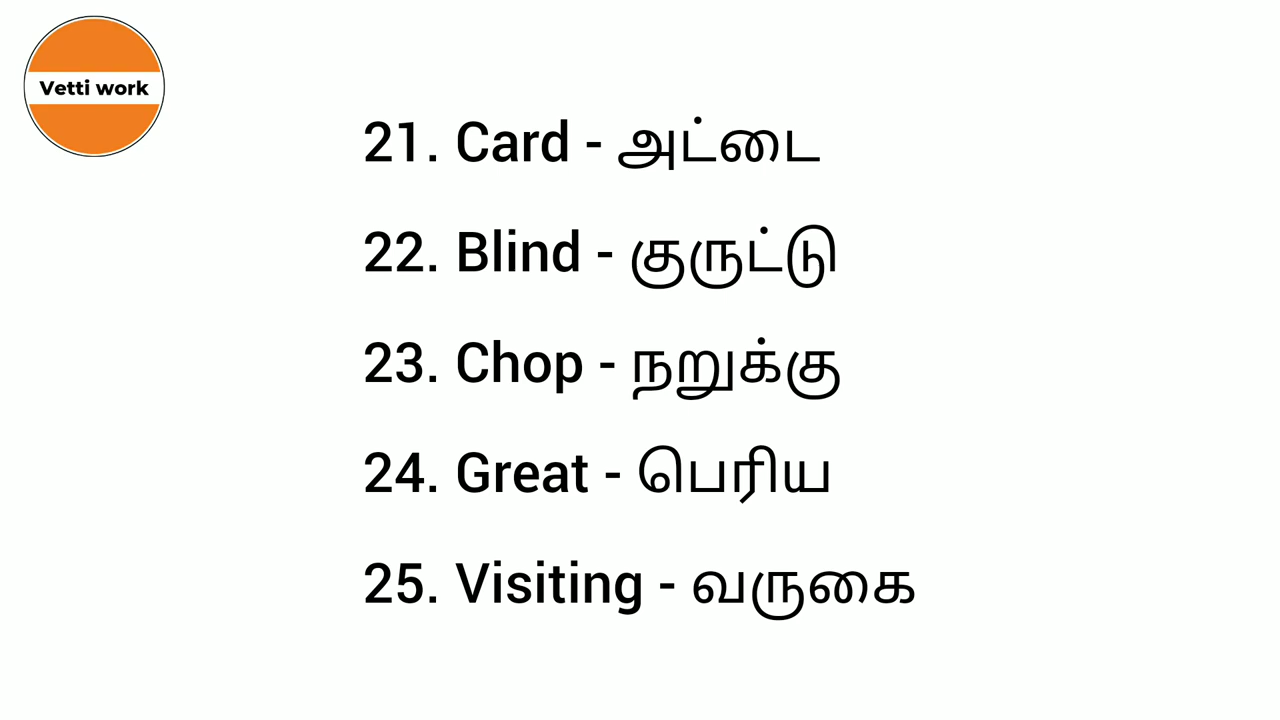 Vetti work
21. Card - அட்டை
22. Blind - குருட்டு
23. Chop - நறுக்கு
24. Great - பெரிய
25. Visiting - வருகை